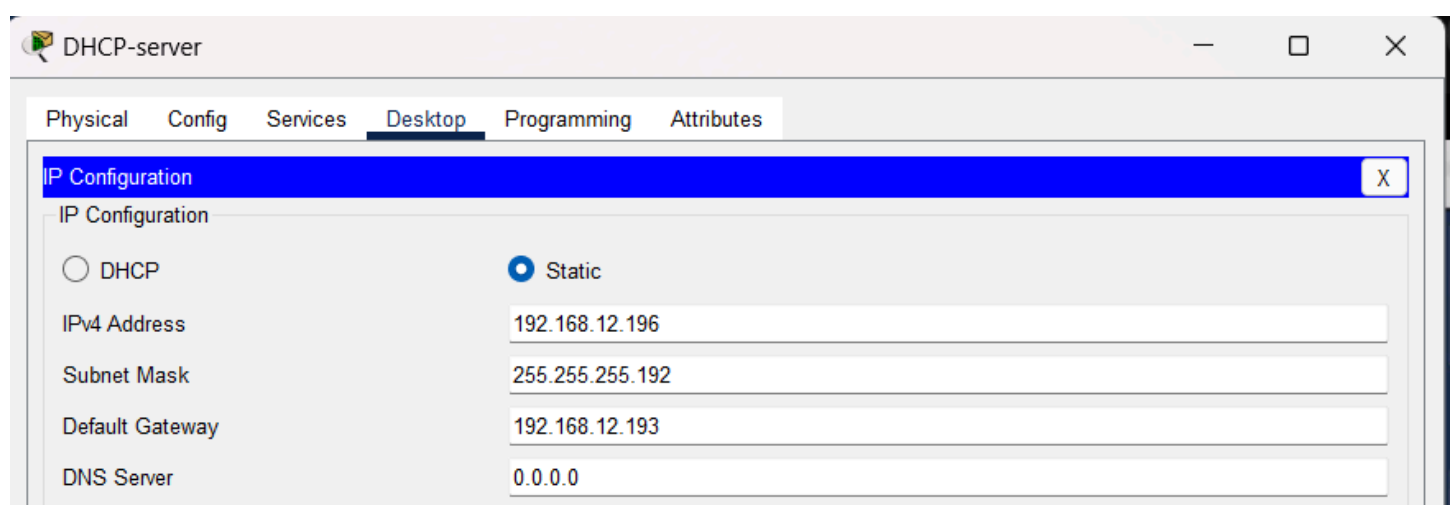 DHCP-server
Physical Config Services Desktop Programming Attributes
IP Configuration X
IP Configuration
DHCP Static
IPv4 Address 192.168.12.196
Subnet Mask 255.255.255.192
Default Gateway 192.168.12.193
DNS Server 0.0.0.0